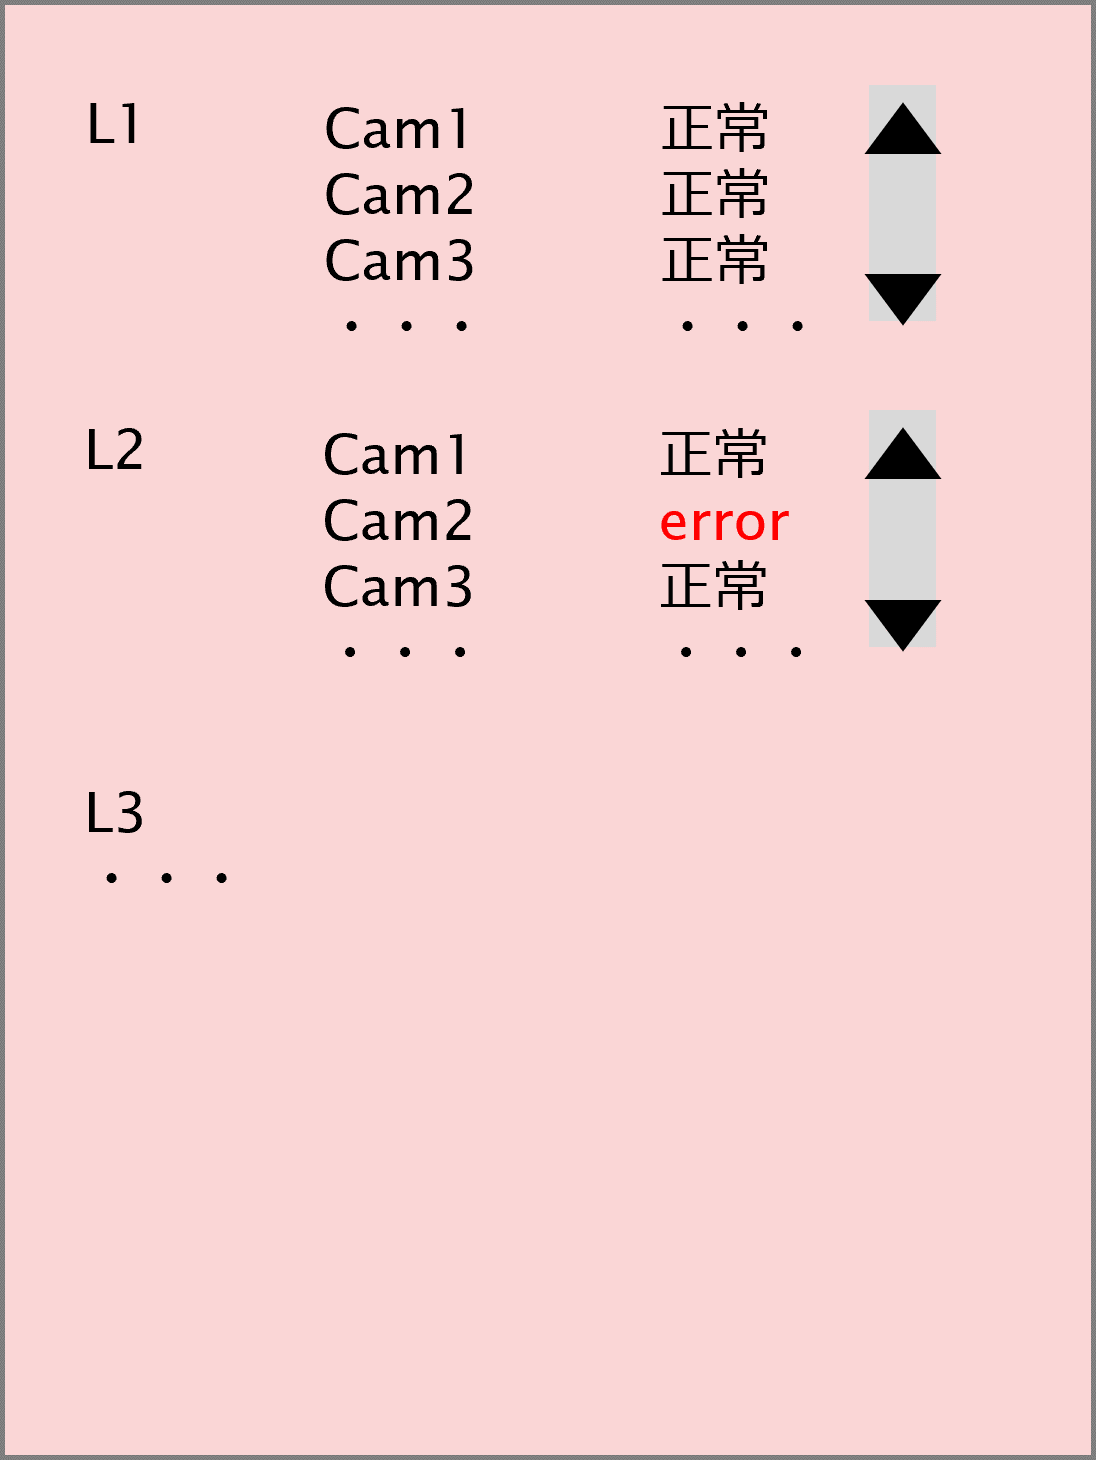 L1 Cam1 正常
Cam2 正常
Cam3 正常
・・・ ・・・
L2 Cam1 正常
Cam2 error
Cam3 正常
・・・ ・・・
L3
・・・